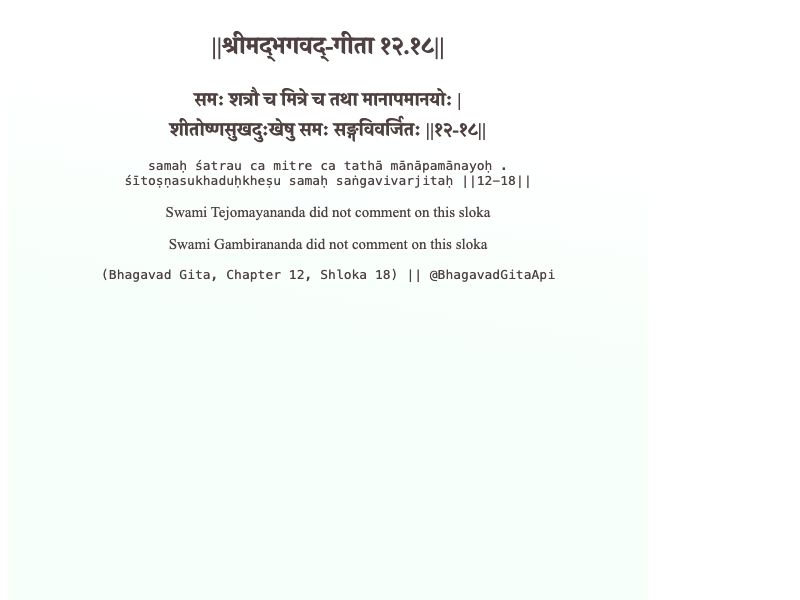 ||श्रीमद्‍भगवद्-गीता १२.१८||
समः शत्रौ च मित्रे च तथा मानापमानयोः |
शीतोष्णसुखदुःखेषु समः सङ्गविवर्जितः ||१२-१८||
samaḥ śatrau ca mitre ca tathā mānāpamānayoḥ .
śītoṣṇasukhaduḥkheṣu samaḥ saṅgavivarjitaḥ ||12-18||
Swami Tejomayananda did not comment on this sloka
Swami Gambirananda did not comment on this sloka
(Bhagavad Gita, Chapter 12, Shloka 18) || @BhagavadGitaApi